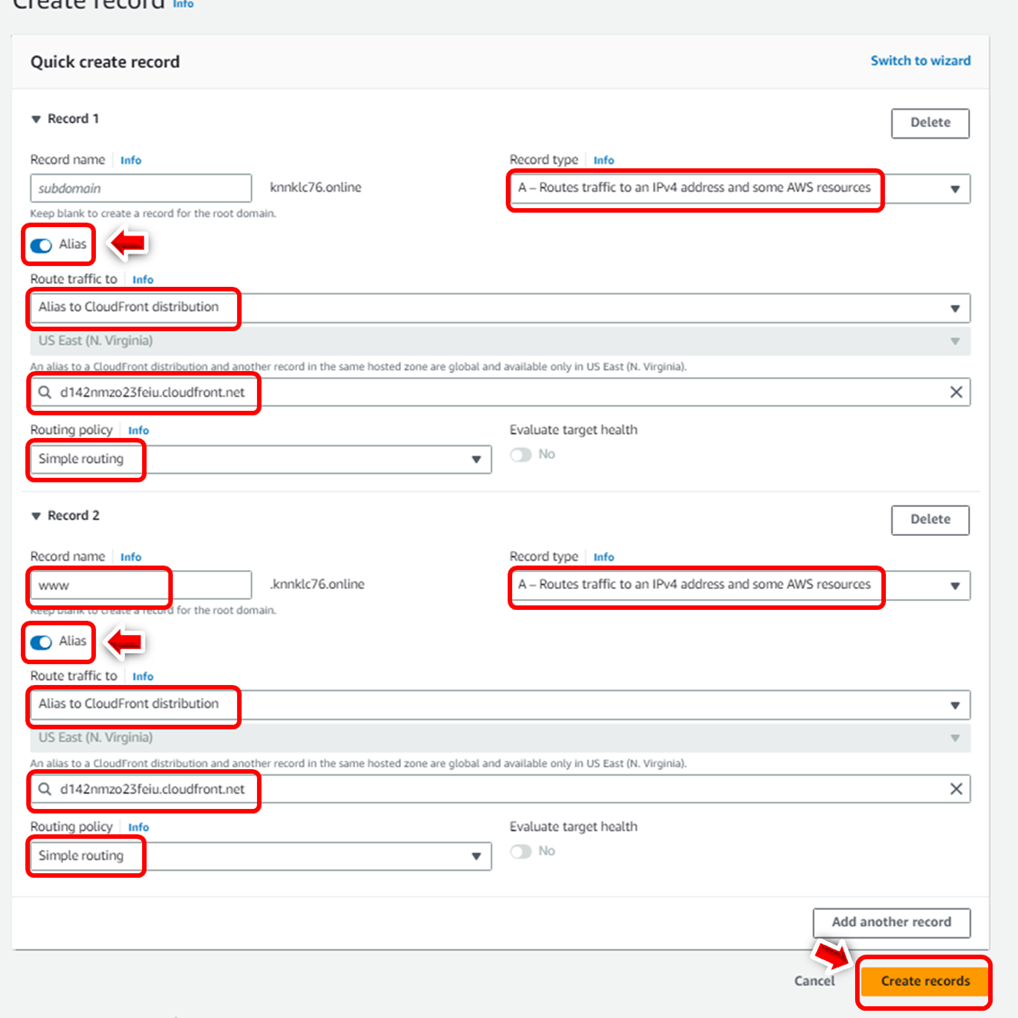 Create record Info
Quick create record
Switch to wizard
▼ Record 1
Delete
Record name Info
Record type Info
subdomain
knnklc76.online
A – Routes traffic to an IPv4 address and some AWS resources
Keep blank to create a record for the root domain.
Alias
Route traffic to Info
Alias to CloudFront distribution
US East (N. Virginia)
An alias to a CloudFront distribution and another record in the same hosted zone are global and available only in US East (N. Virginia).
d142nmzo23feiu.cloudfront.net
Routing policy Info
Evaluate target health
Simple routing
No
▼ Record 2
Delete
Record name Info
Record type Info
www
.knnklc76.online
A – Routes traffic to an IPv4 address and some AWS resources
Keep blank to create a record for the root domain.
Alias
Route traffic to Info
Alias to CloudFront distribution
US East (N. Virginia)
An alias to a CloudFront distribution and another record in the same hosted zone are global and available only in US East (N. Virginia).
d142nmzo23feiu.cloudfront.net
Routing policy Info
Evaluate target health
Simple routing
No
Add another record
Cancel
Create records